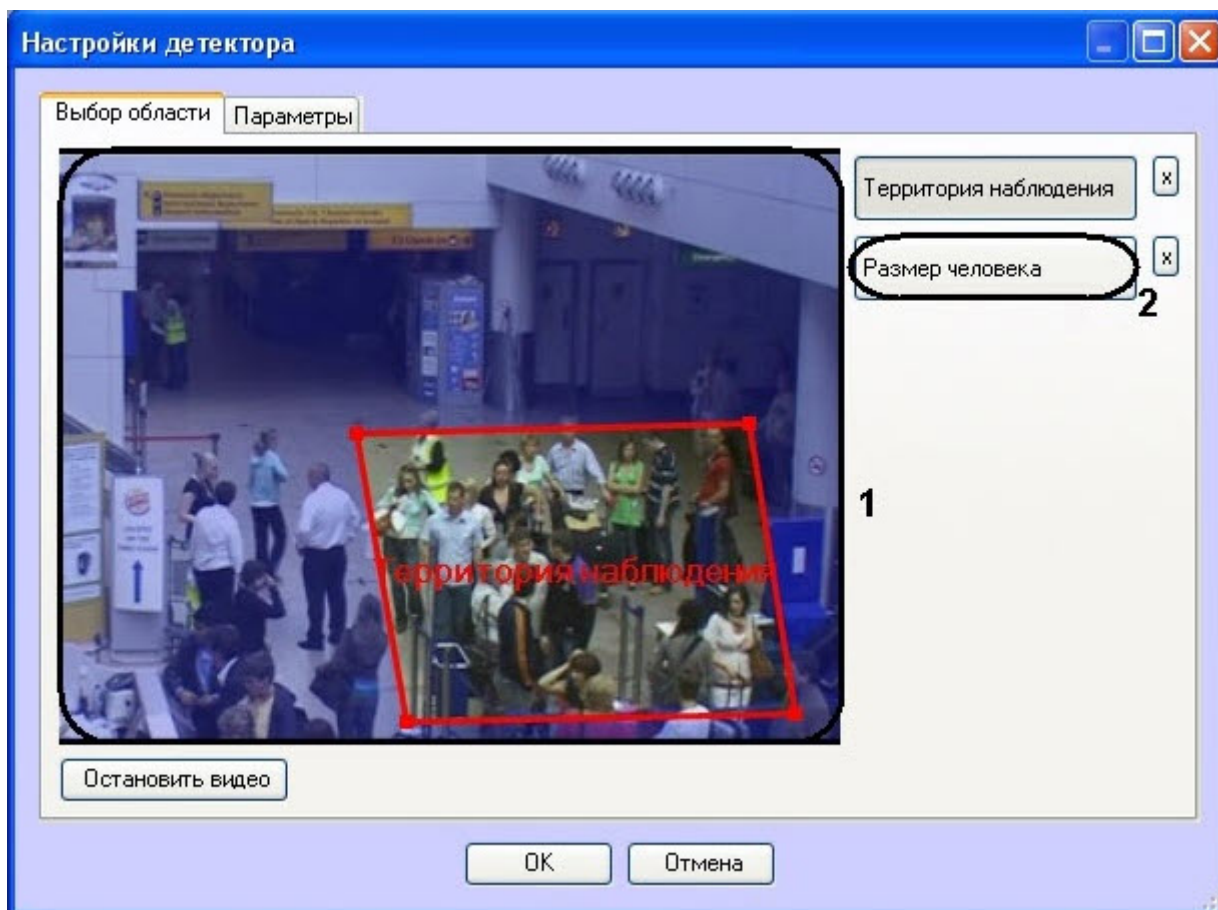 Настройки детектора
Выбор области
Параметры
Территория наблюдения
x
Размер человека
x
2
1
Территория наблюдения
Остановить видео
OK
Отмена